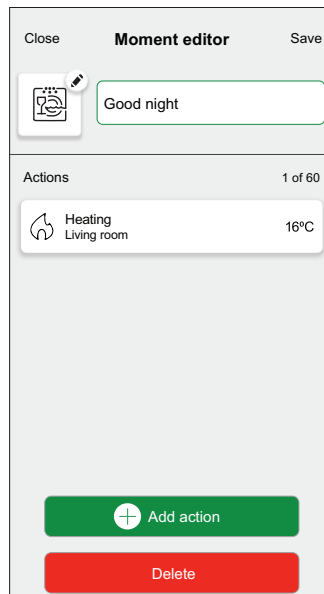 Close Moment editor Save
Good night
Actions 1 of 60
Heating
Living room
16ºC
Add action
Delete